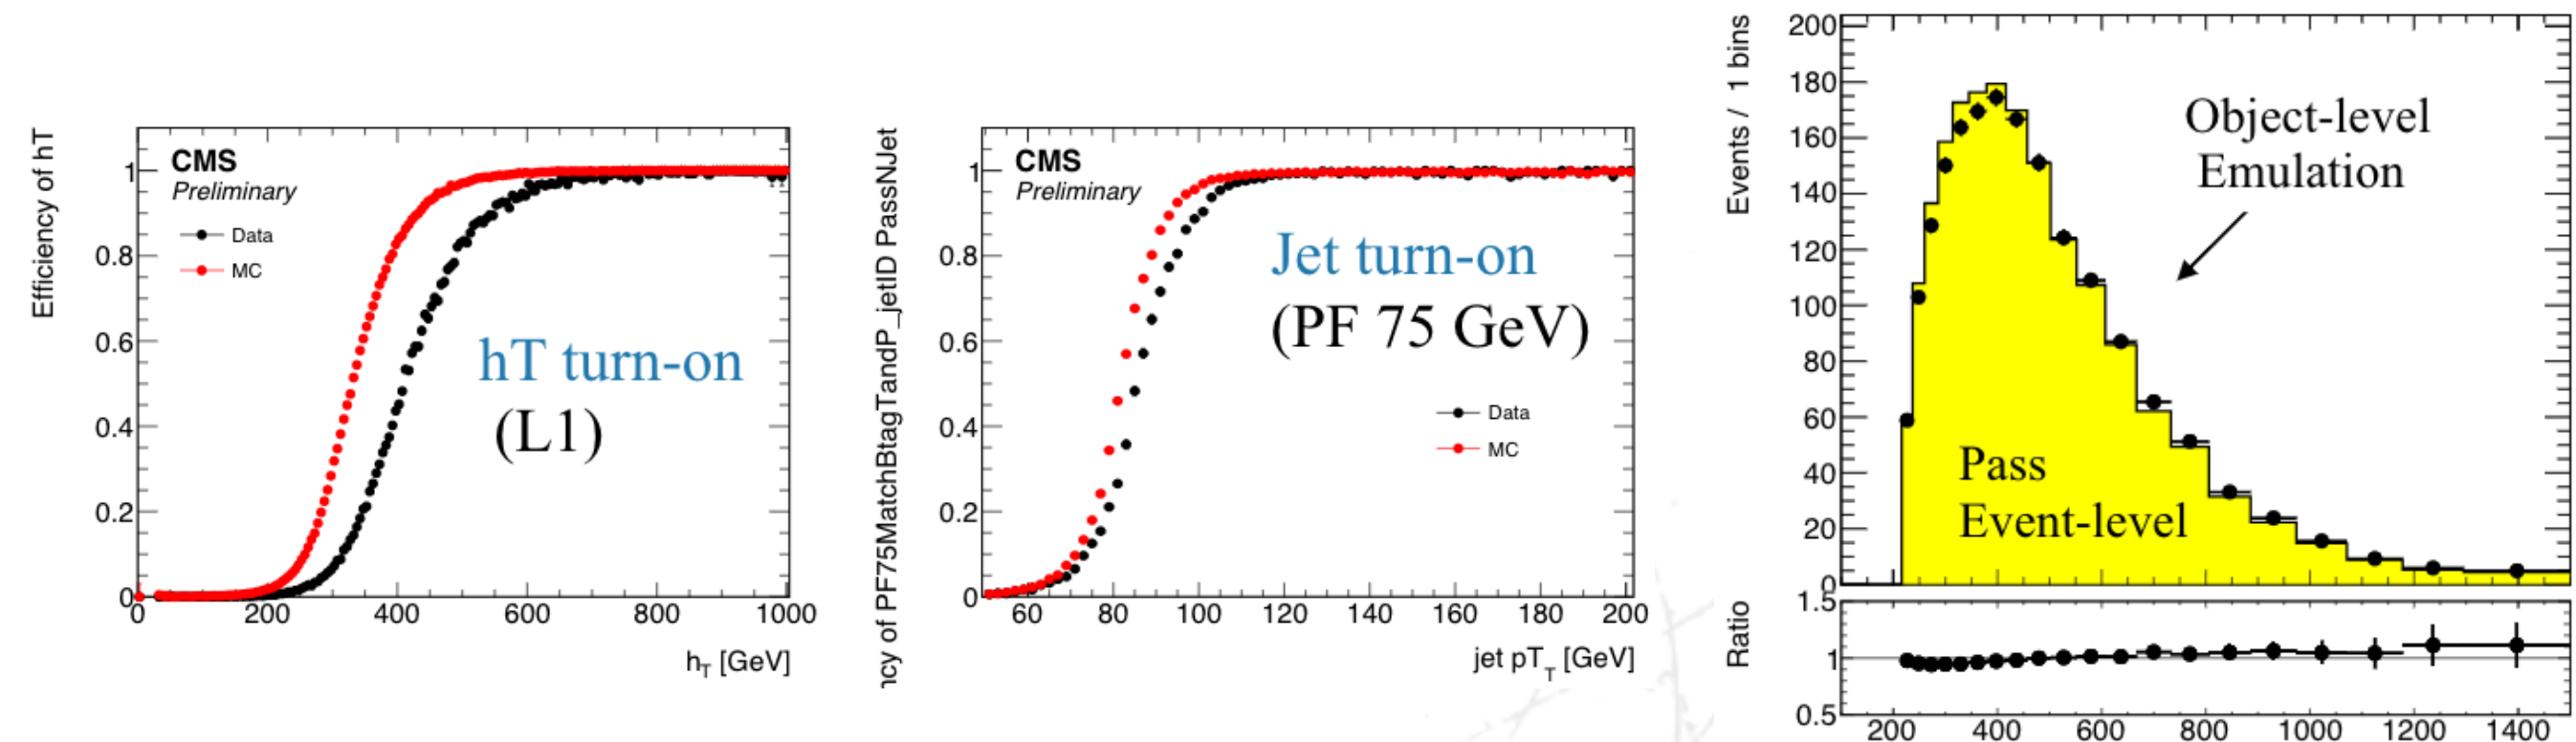 Efficiency of hT
CMS
Preliminary
Data
MC
hT turn-on
(L1)
1
0.8
0.6
0.4
0.2
0
0 200 400 600 800 1000
hT [GeV]
ncy of PF75MatchBtagTandP_jetID PassNJet
CMS
Preliminary
Jet turn-on
(PF 75 GeV)
Data
MC
1
0.8
0.6
0.4
0.2
0
60 80 100 120 140 160 180 200
jet pTT [GeV]
Events / 1 bins
200
180
160
140
120
100
80
60
40
20
0
Object-level
Emulation
Pass
Event-level
Ratio
1.5
1
0.5
200 400 600 800 1000 1200 1400